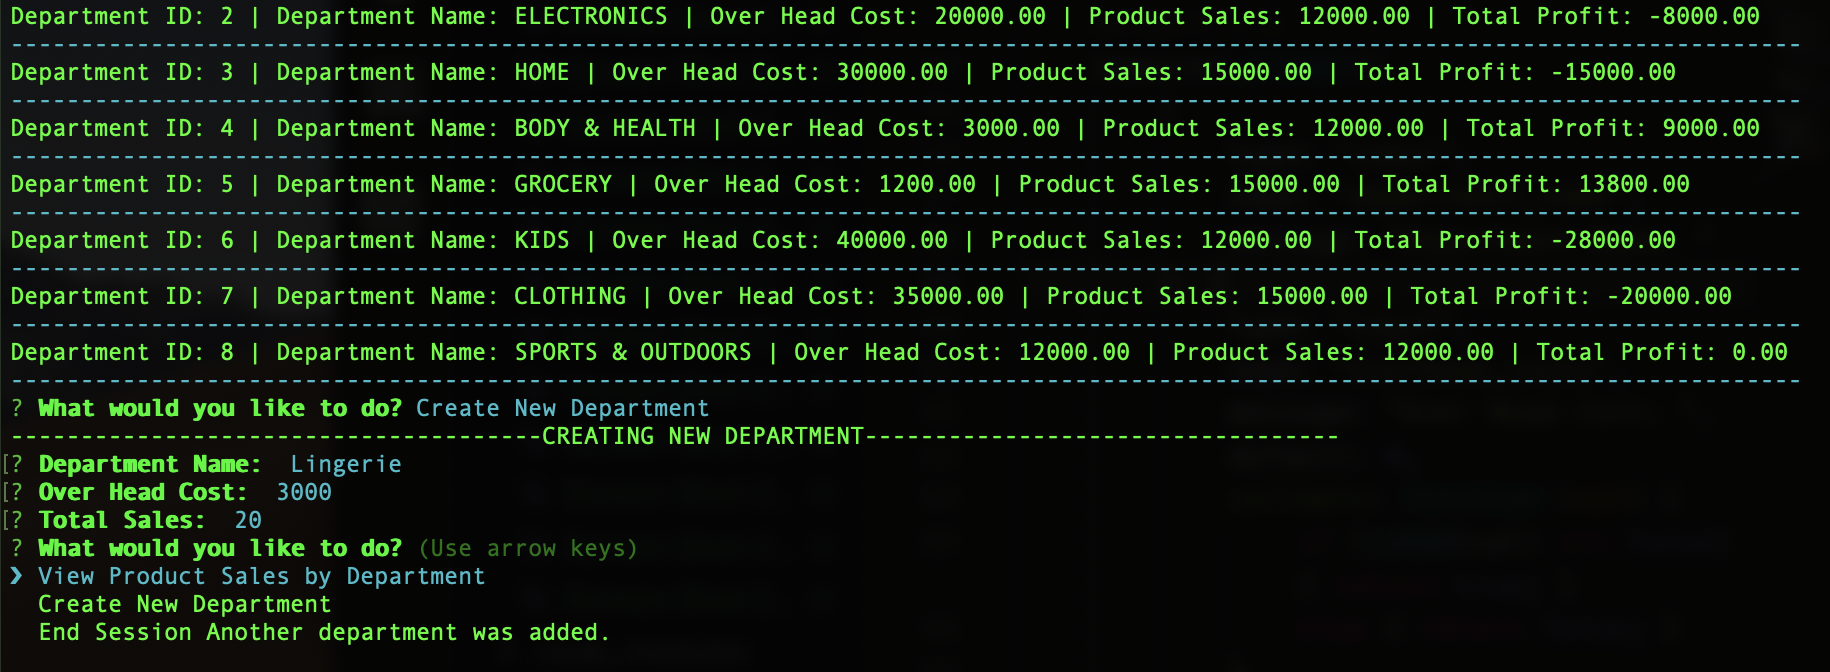 Department ID: 2 | Department Name: ELECTRONICS | Over Head Cost: 20000.00 | Product Sales: 12000.00 | Total Profit: -8000.00
--------------------------------------------------------------------------------------------------------------------------------
Department ID: 3 | Department Name: HOME | Over Head Cost: 30000.00 | Product Sales: 15000.00 | Total Profit: -15000.00
--------------------------------------------------------------------------------------------------------------------------------
Department ID: 4 | Department Name: BODY & HEALTH | Over Head Cost: 3000.00 | Product Sales: 12000.00 | Total Profit: 9000.00
--------------------------------------------------------------------------------------------------------------------------------
Department ID: 5 | Department Name: GROCERY | Over Head Cost: 1200.00 | Product Sales: 15000.00 | Total Profit: 13800.00
--------------------------------------------------------------------------------------------------------------------------------
Department ID: 6 | Department Name: KIDS | Over Head Cost: 40000.00 | Product Sales: 12000.00 | Total Profit: -28000.00
--------------------------------------------------------------------------------------------------------------------------------
Department ID: 7 | Department Name: CLOTHING | Over Head Cost: 35000.00 | Product Sales: 15000.00 | Total Profit: -20000.00
--------------------------------------------------------------------------------------------------------------------------------
Department ID: 8 | Department Name: SPORTS & OUTDOORS | Over Head Cost: 12000.00 | Product Sales: 12000.00 | Total Profit: 0.00
--------------------------------------------------------------------------------------------------------------------------------
? What would you like to do? Create New Department
--------------------------------------CREATING NEW DEPARTMENT----------------------------------
[? Department Name:  Lingerie
[? Over Head Cost:  3000
[? Total Sales:  20
? What would you like to do? (Use arrow keys)
❯ View Product Sales by Department
  Create New Department
  End Session Another department was added.